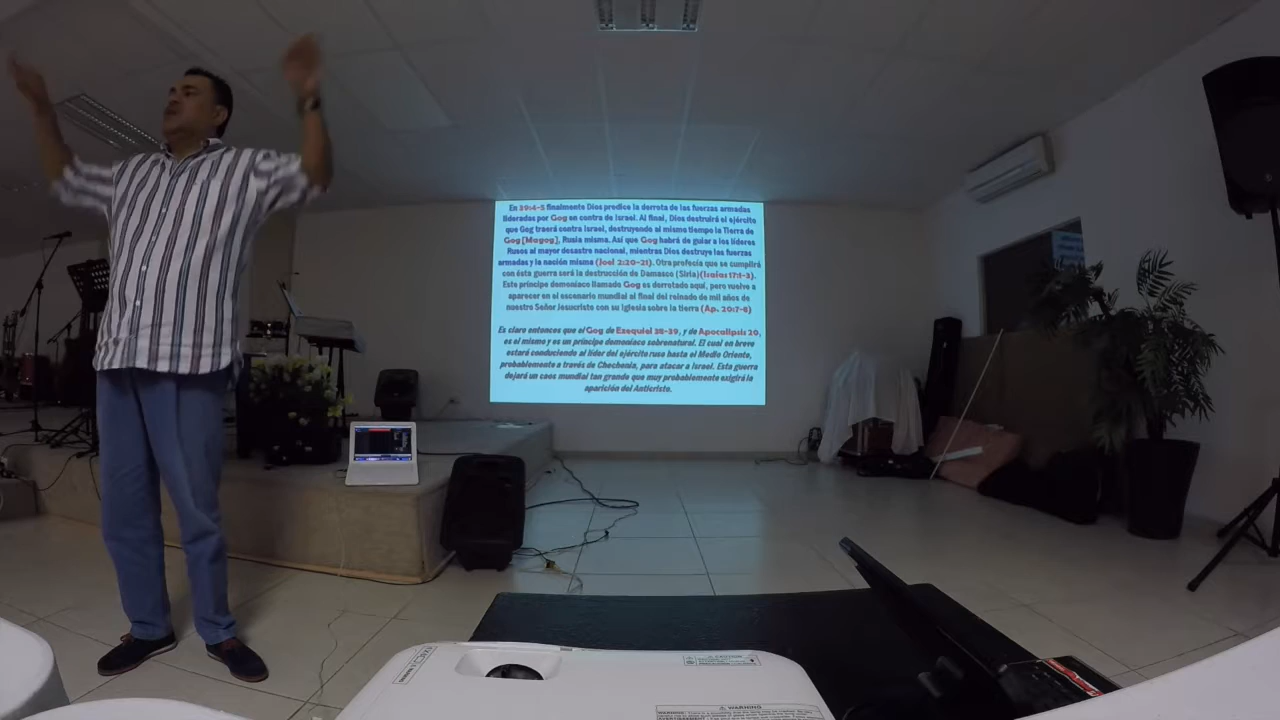 En 39:4-5 finalmente Dios predice la derrota de las fuerzas armadas
lideradas por Gog en contra de Israel. Al final, Dios destruirá el ejército
que Gog traerá contra Israel, destruyendo al mismo tiempo la Tierra de
Gog [Magog], Rusia misma. Así que Gog habrá de guiar a los líderes
Rusos al mayor desastre nacional, mientras Dios destruye las fuerzas
armadas y la nación misma (Joel 2:20-21). Otra profecía que se cumplirá
con ésta guerra será la destrucción de Damasco (Siria)(Isaías 17:1-3).
Este príncipe demoníaco llamado Gog es derrotado aquí, pero vuelve a
aparecer en el escenario mundial al final del reinado de mil años de
nuestro Señor Jesucristo con su Iglesia sobre la tierra (Ap. 20:7-8)
Es claro entonces que el Gog de Ezequiel 38-39, y de Apocalipsis 20,
es el mismo y es un príncipe demoníaco sobrenatural. El cual en breve
estará conduciendo al líder del ejército ruso hasta el Medio Oriente,
probablemente a través de Chechenia, para atacar a Israel. Esta guerra
dejará un caos mundial tan grande que muy probablemente exigirá la
aparición del Anticristo.
CAUTION
WARNING